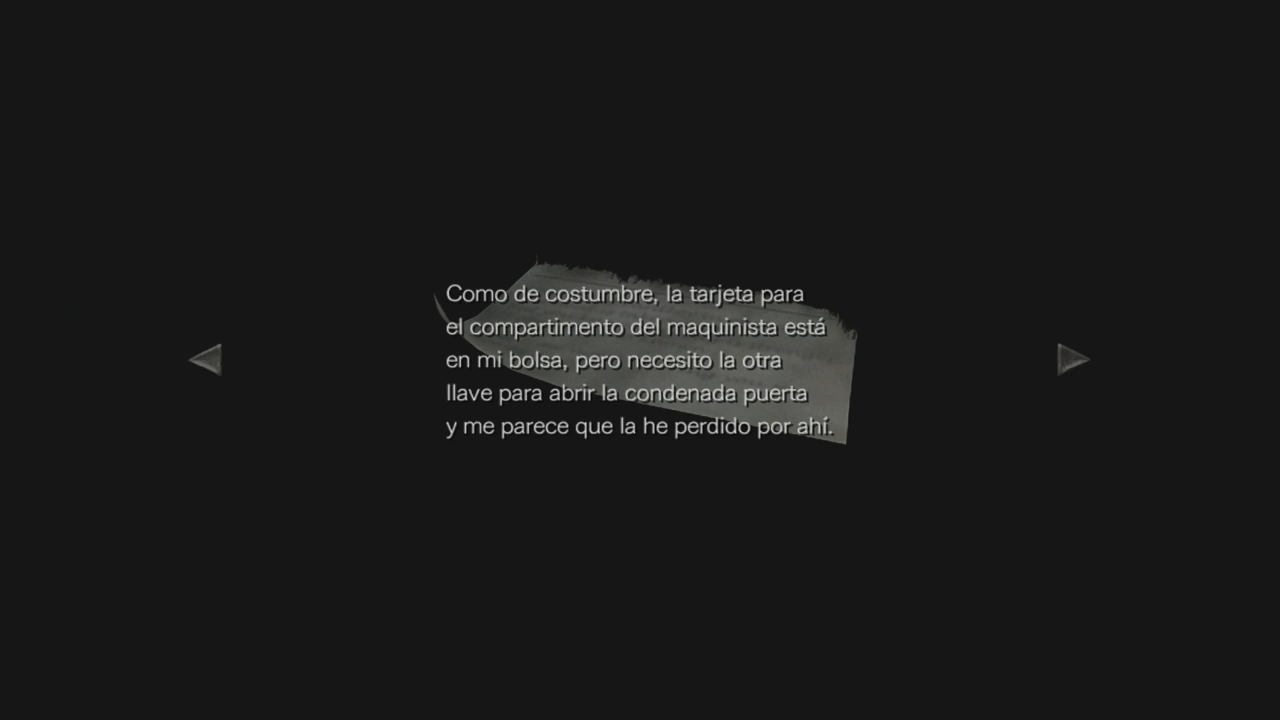 Como de costumbre, la tarjeta para
el compartimento del maquinista está
en mi bolsa, pero necesito la otra
llave para abrir la condenada puerta
y me parece que la he perdido por ahí.